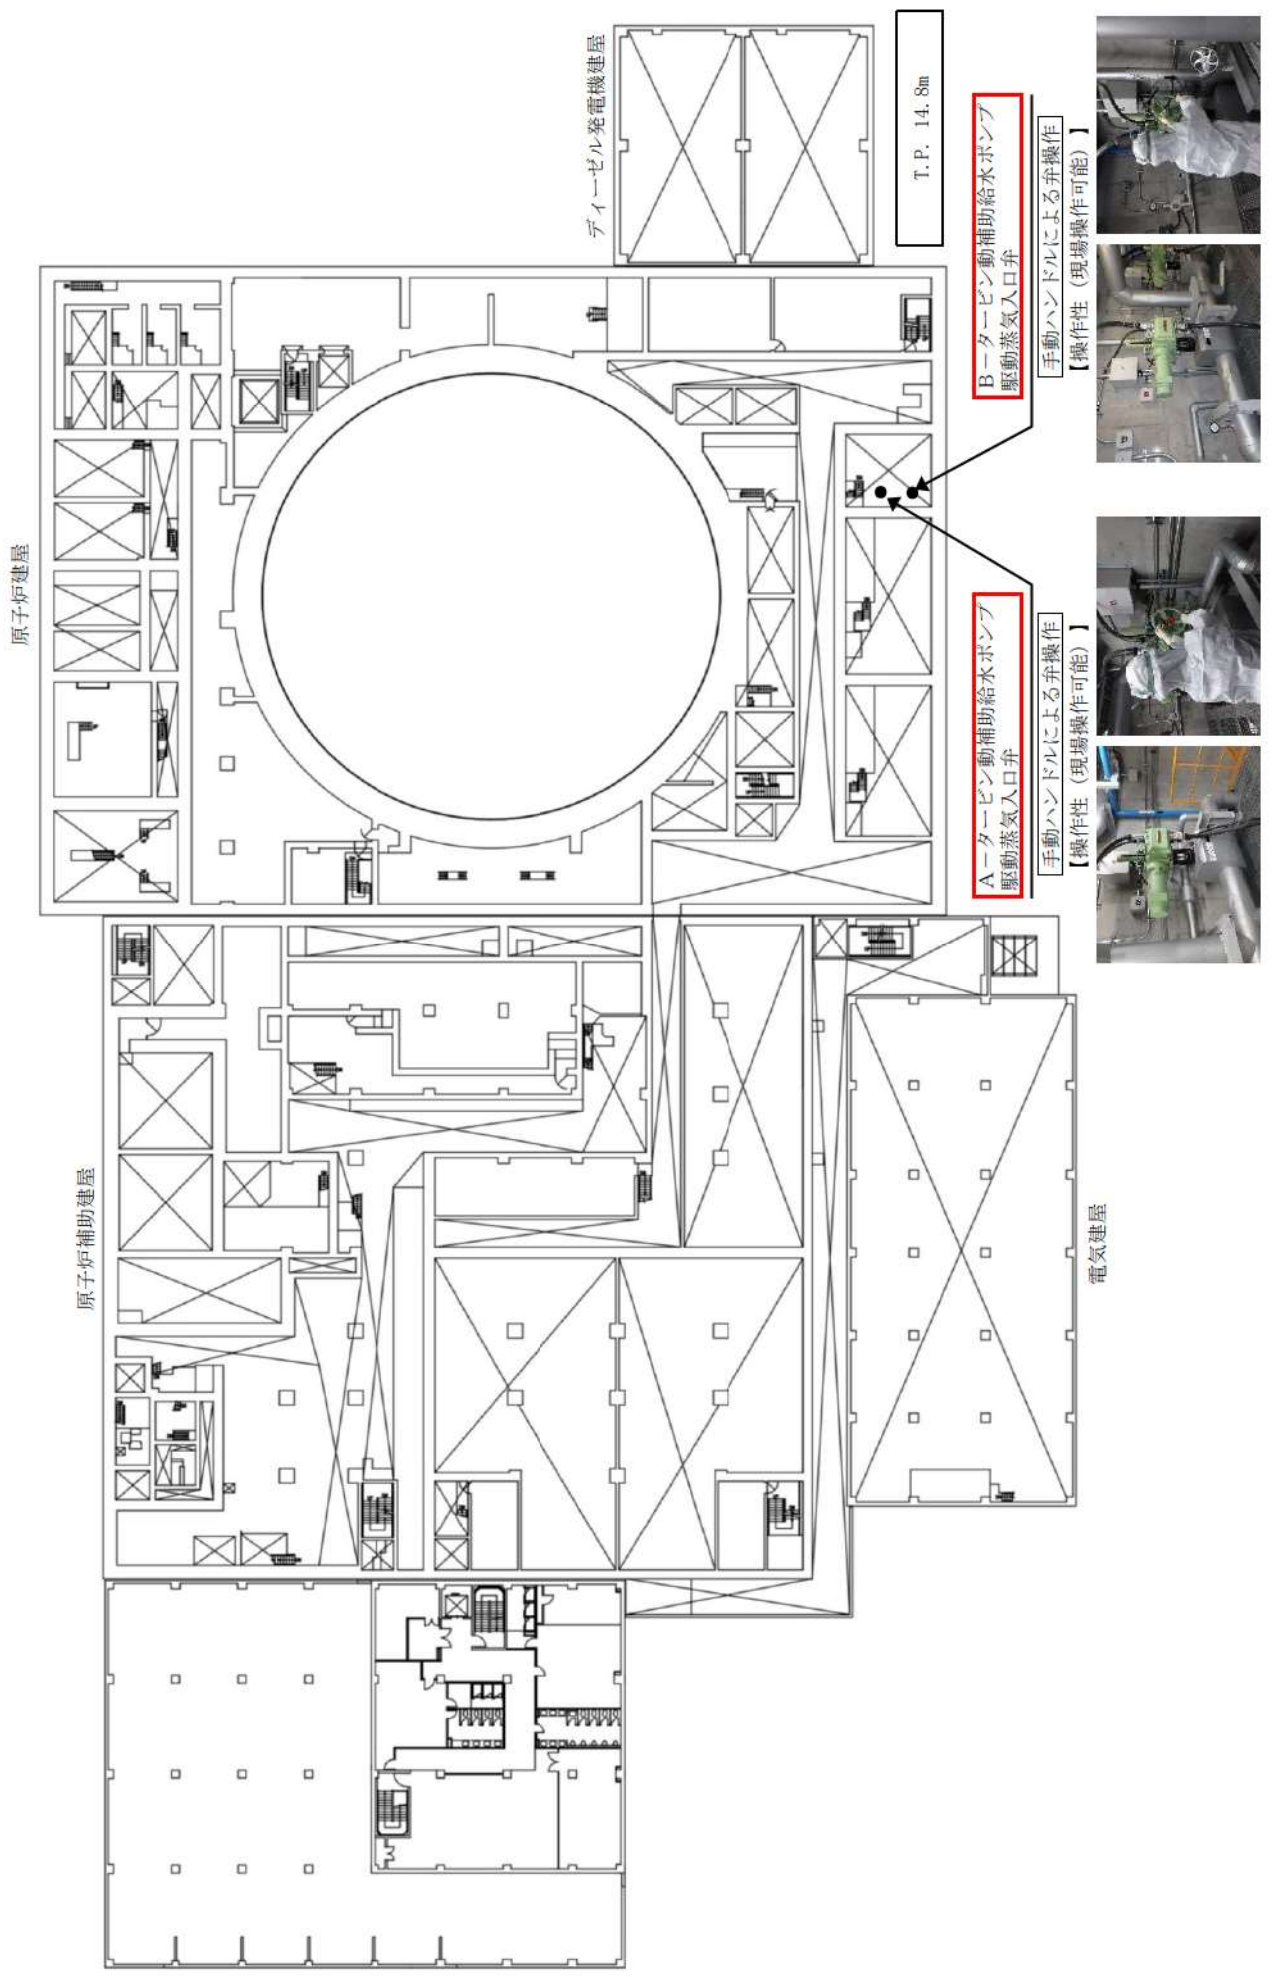 原子炉建屋
原子炉補助建屋
ディーゼル発電機建屋
電気建屋
T.P. 14.8m
A－タービン動補助給水ポンプ
駆動蒸気入口弁
手動ハンドルによる弁操作
【操作性（現場操作可能）】
B－タービン動補助給水ポンプ
駆動蒸気入口弁
手動ハンドルによる弁操作
【操作性（現場操作可能）】